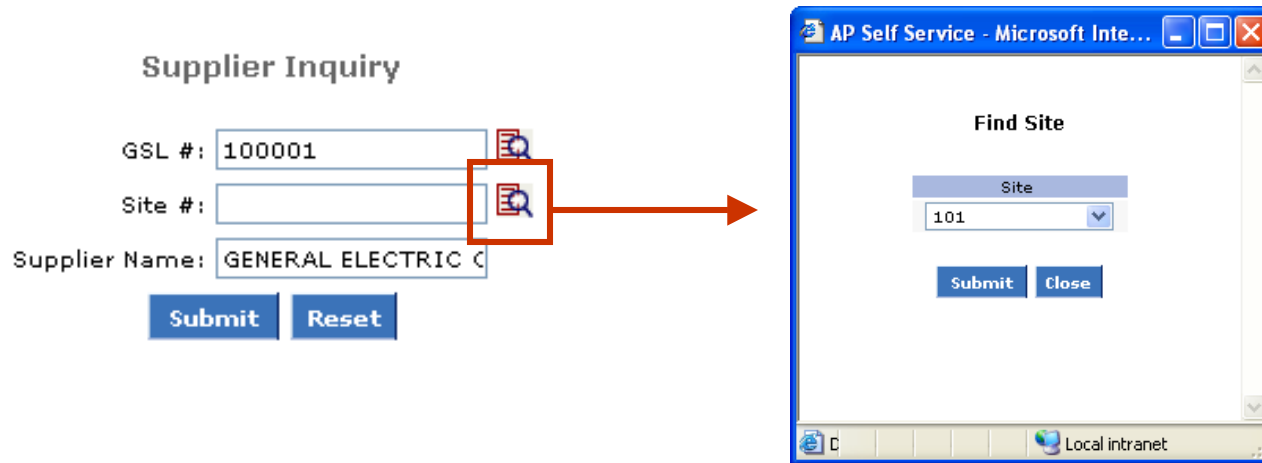 Supplier Inquiry
GSL #: 100001
Site #:
Supplier Name: GENERAL ELECTRIC C
Submit Reset
AP Self Service - Microsoft Inte...
Find Site
Site
101
Submit Close
D
Local intranet